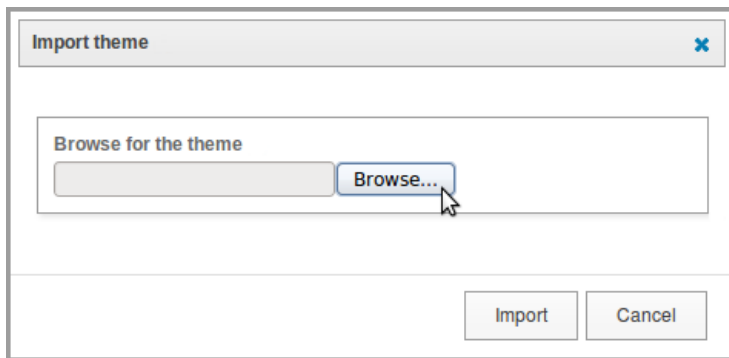 Import theme
Browse for the theme
Browse...
Import Cancel